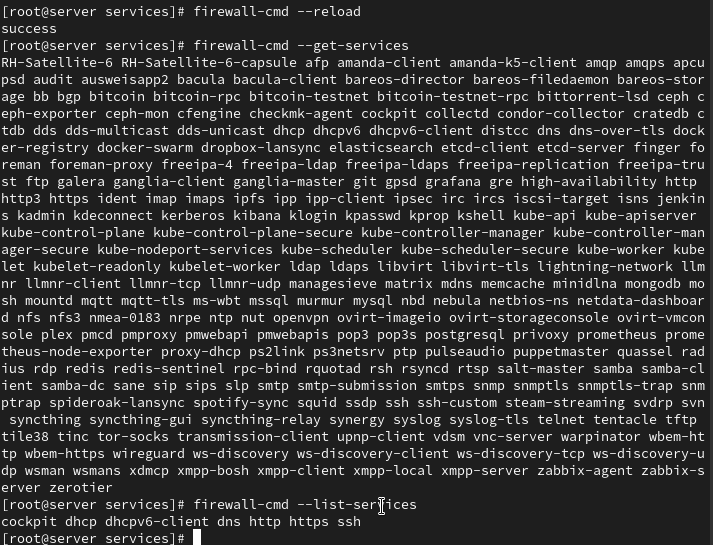 [root@server services]# firewall-cmd --reload
success
[root@server services]# firewall-cmd --get-services
RH-Satellite-6 RH-Satellite-6-capsule afp amanda-client amanda-k5-client amqp amqps apcu
psd audit ausweisapp2 bacula bacula-client bareos-director bareos-filedaemon bareos-stor
age bb bgp bitcoin bitcoin-rpc bitcoin-testnet bitcoin-testnet-rpc bittorrent-lsd ceph c
eph-exporter ceph-mon cfengine checkmk-agent cockpit collectd condor-collector cratedb c
tdb dds dds-multicast dds-unicast dhcp dhcpv6 dhcpv6-client distcc dns dns-over-tls dock
er-registry docker-swarm dropbox-lansync elasticsearch etcd-client etcd-server finger fo
reman foreman-proxy freeipa-4 freeipa-ldap freeipa-ldaps freeipa-replication freeipa-tru
st ftp galera ganglia-client ganglia-master git gpsd grafana gre high-availability http
http3 https ident imap imaps ipfs ipp ipp-client ipsec irc ircs iscsi-target isns jenkin
s kadmin kdeconnect kerberos kibana klogin kpasswd kprop kshell kube-api kube-apiserver
kube-control-plane kube-control-plane-secure kube-controller-manager kube-controller-man
ager-secure kube-nodeport-services kube-scheduler kube-scheduler-secure kube-worker kube
let kubelet-readonly kubelet-worker ldap ldaps libvirt libvirt-tls lightning-network llm
nr llmnr-client llmnr-tcp llmnr-udp managesieve matrix mdns memcache minidlna mongodb mo
sh mountd mqtt mqtt-tls ms-wbt mssql murmur mysql nbd nebula netbios-ns netdata-dashboar
d nfs nfs3 nmea-0183 nrpe ntp nut openvpn ovirt-imageio ovirt-storageconsole ovirt-vmcon
sole plex pmcd pmproxy pmwebapi pmwebapis pop3 pop3s postgresql privoxy prometheus prome
theus-node-exporter proxy-dhcp ps2link ps3netsrv ptp pulseaudio puppetmaster quassel rad
ius rdp redis redis-sentinel rpc-bind rquotad rsh rsyncd rtsp salt-master samba samba-cl
ient samba-dc sane sip sips slp smtp smtp-submission smtps snmp snmptls snmptls-trap snm
ptrap spideroak-lansync spotify-sync squid ssdp ssh ssh-custom steam-streaming svdrp svn
syncthing syncthing-gui syncthing-relay synergy syslog syslog-tls telnet tentacle tftp
tile38 tinc tor-socks transmission-client upnp-client vdsm vnc-server warpinator wbem-ht
tp wbem-https wireguard ws-discovery ws-discovery-client ws-discovery-tcp ws-discovery-u
dp wsman wsmans xdmcp xmpp-bosh xmpp-client xmpp-local xmpp-server zabbix-agent zabbix-s
erver zerotier
[root@server services]# firewall-cmd --list-services
cockpit dhcp dhcpv6-client dns http https ssh
[root@server services]#